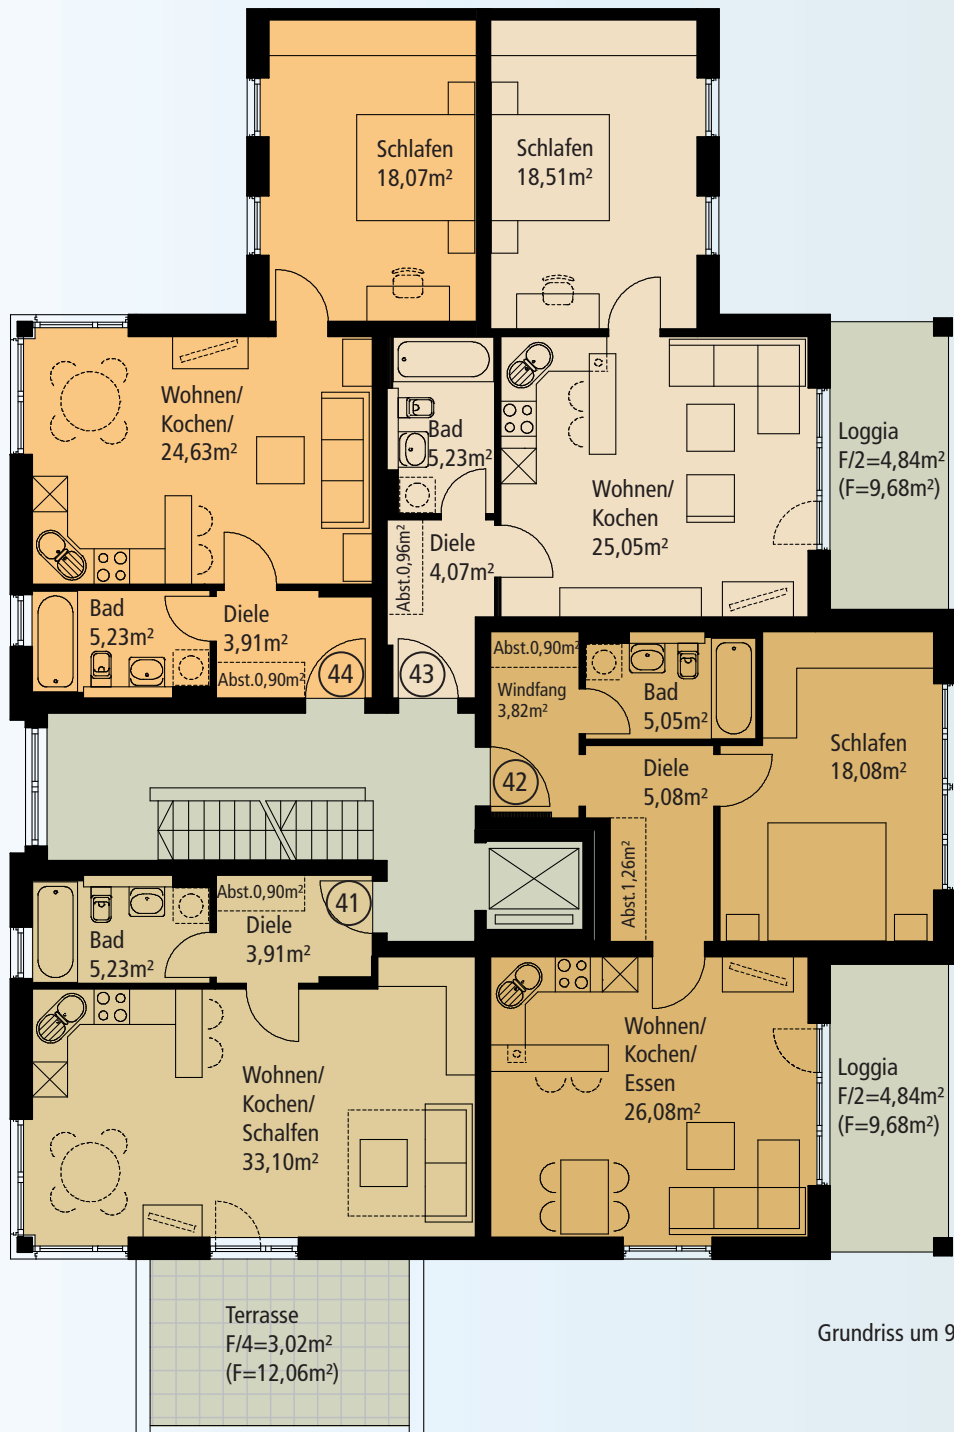 Schlafen
18,07m²
Schlafen
18,51m²
Wohnen/
Kochen/
24,63m²
Bad
5,23m²
Loggia
F/2=4,84m²
(F=9,68m²)
Wohnen/
Kochen
25,05m²
Abst.0,96m²
Diele
4,07m²
Bad
5,23m²
Diele
3,91m²
Abst.0,90m²
44
43
Abst.0,90m²
Windfang
3,82m²
Bad
5,05m²
Schlafen
18,08m²
42
Diele
5,08m²
Abst.1,26m²
Abst.0,90m²
41
Bad
5,23m²
Diele
3,91m²
Wohnen/
Kochen/
Schalfen
33,10m²
Wohnen/
Kochen/
Essen
26,08m²
Loggia
F/2=4,84m²
(F=9,68m²)
Terrasse
F/4=3,02m²
(F=12,06m²)
Grundriss um 9